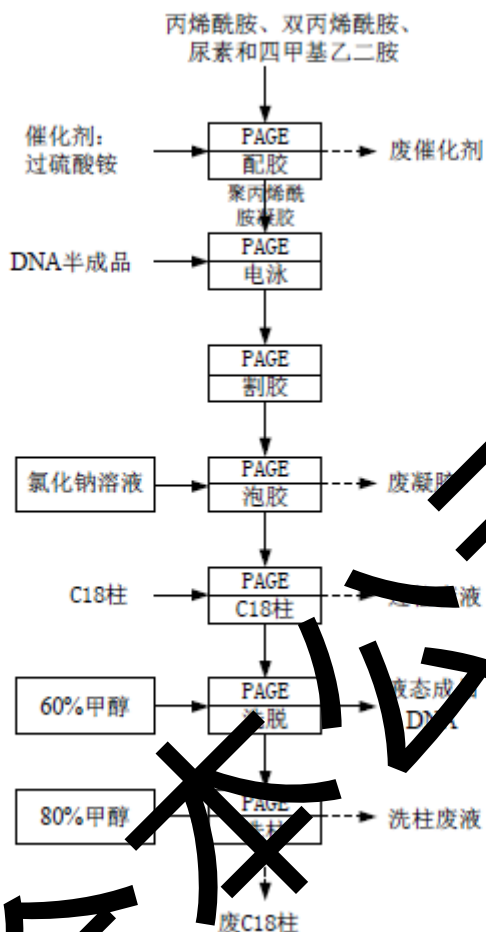 丙烯酰胺、双丙烯酰胺、
尿素和四甲基乙二胺
催化剂：
过硫酸铵
PAGE
配胶
废催化剂
聚丙烯酰
胺凝胶
DNA半成品
PAGE
电泳
PAGE
割胶
氯化钠溶液
PAGE
泡胶
废凝胶
C18柱
PAGE
C18柱
液
60%甲醇
PAGE
洗脱
液态成品
DNA
80%甲醇
PAGE
洗柱废液
废C18柱